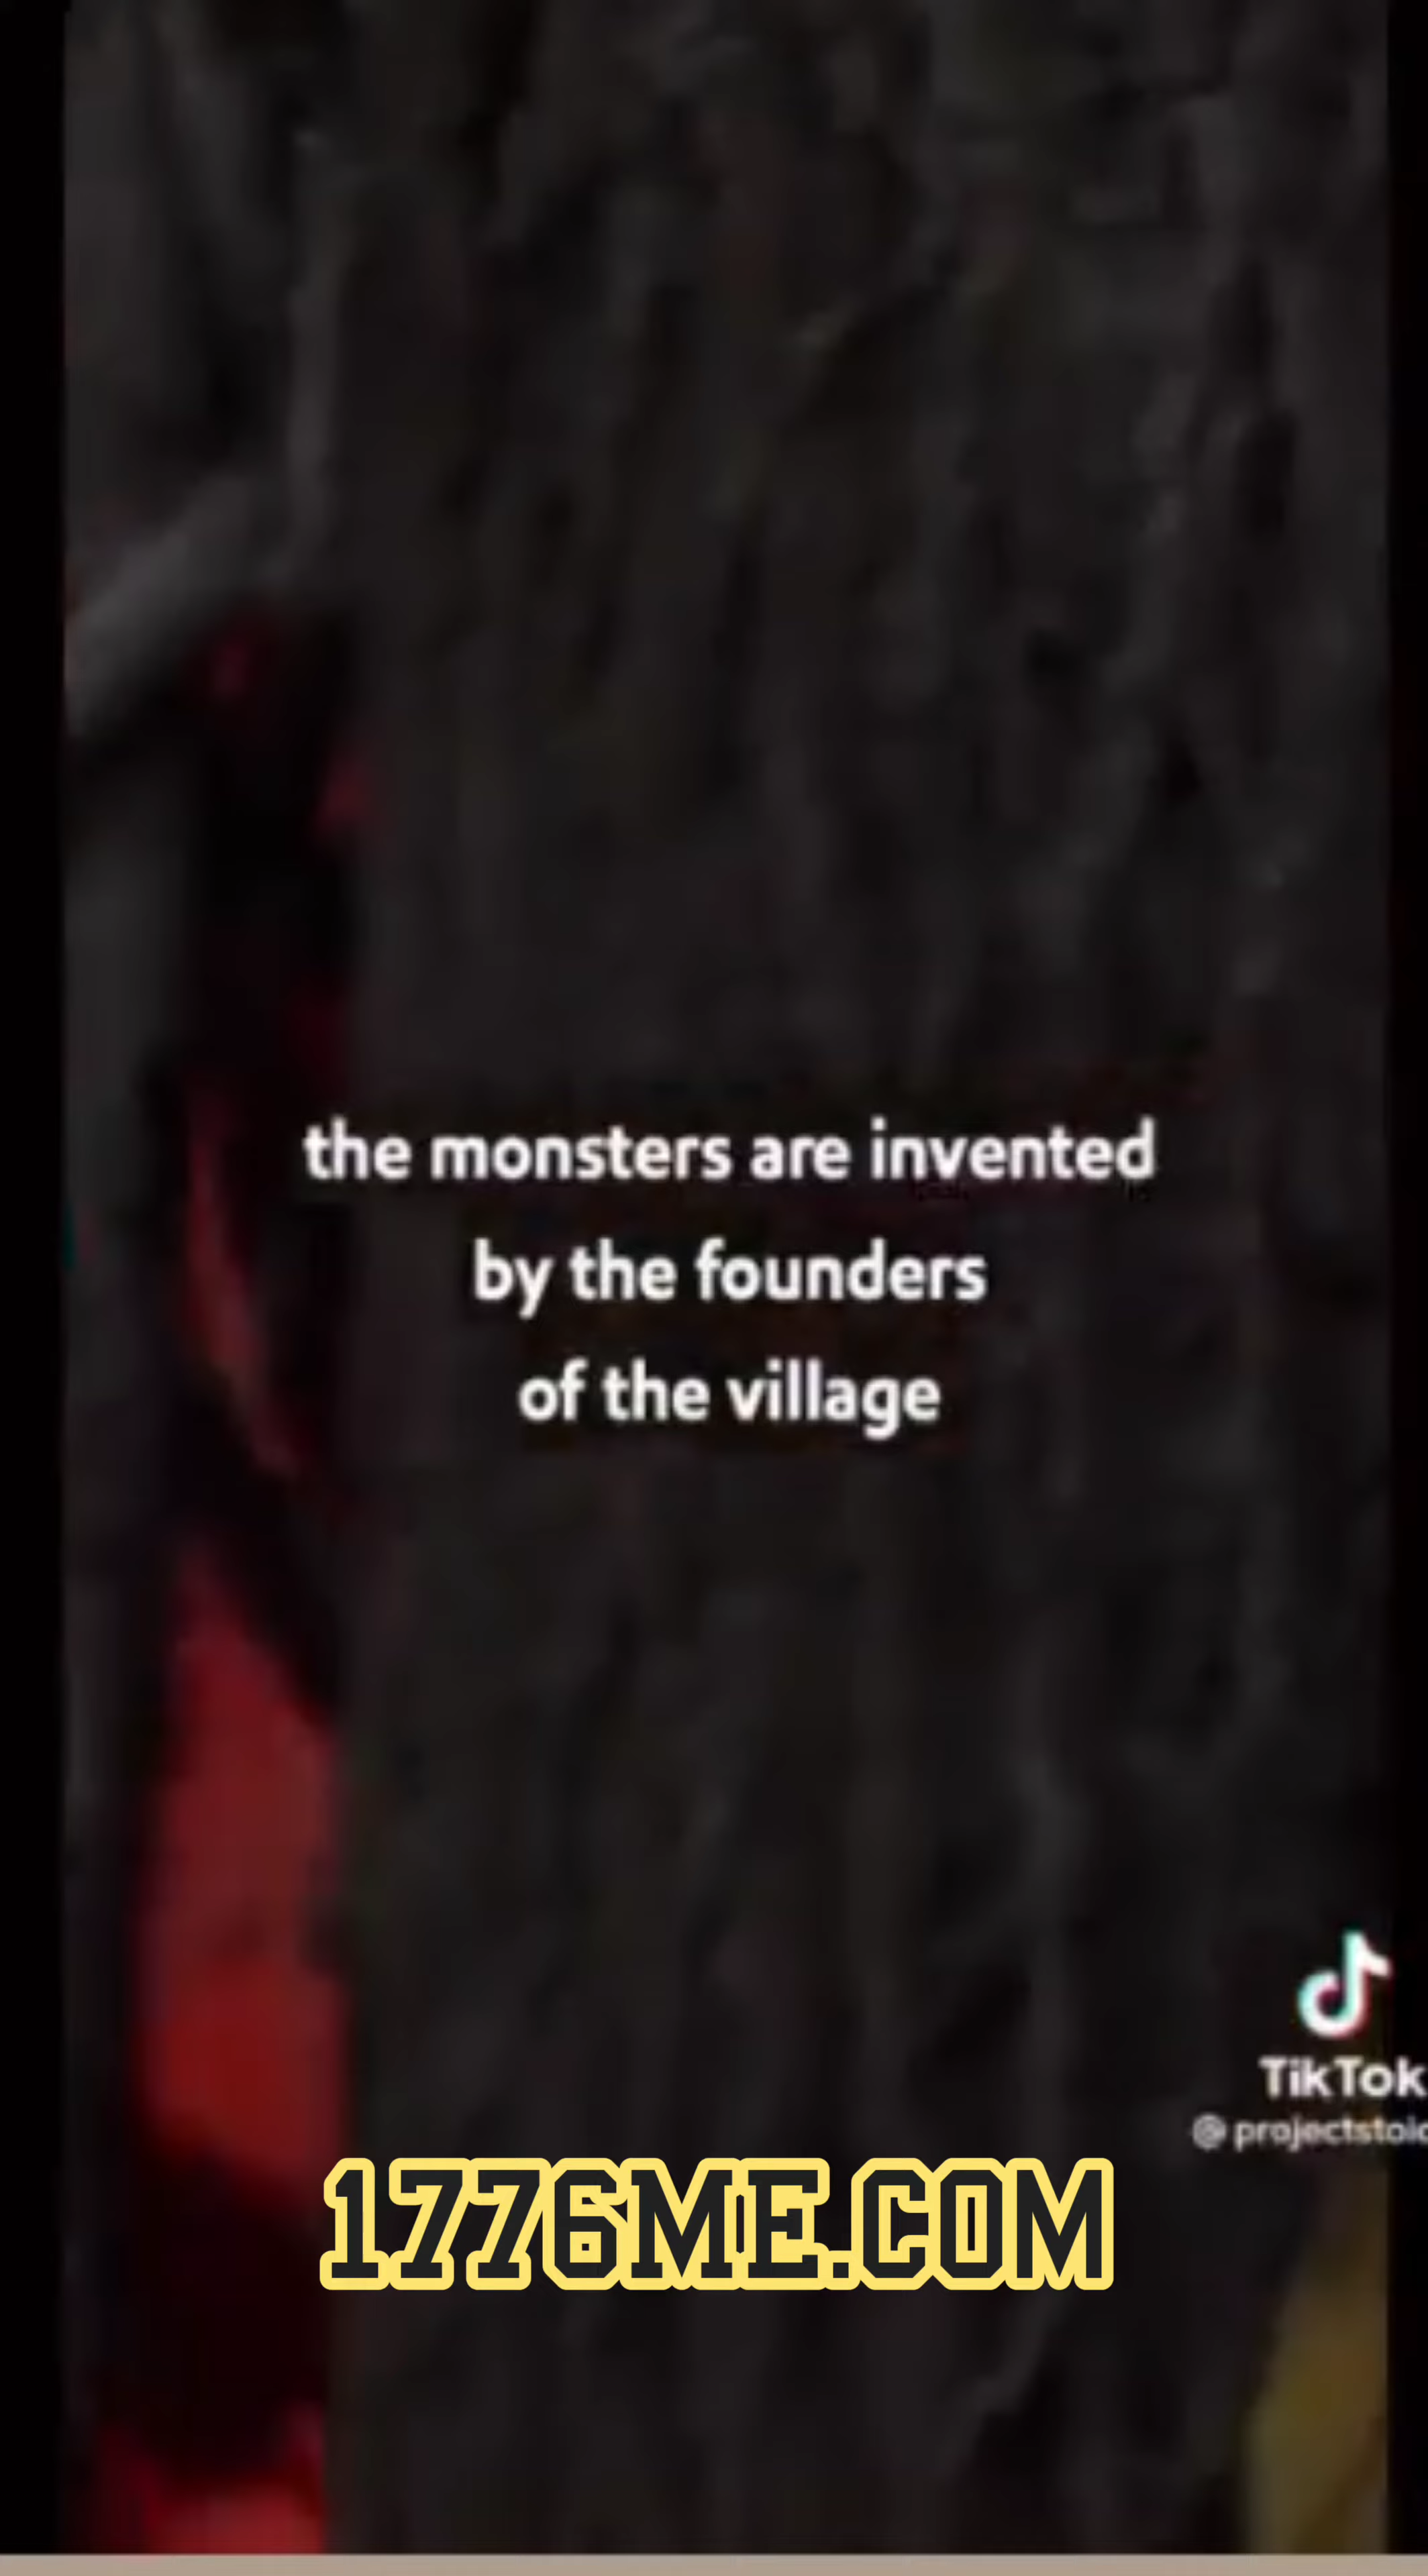 the monsters are invented
by the founders
of the village
TikTok
1776ME.COM